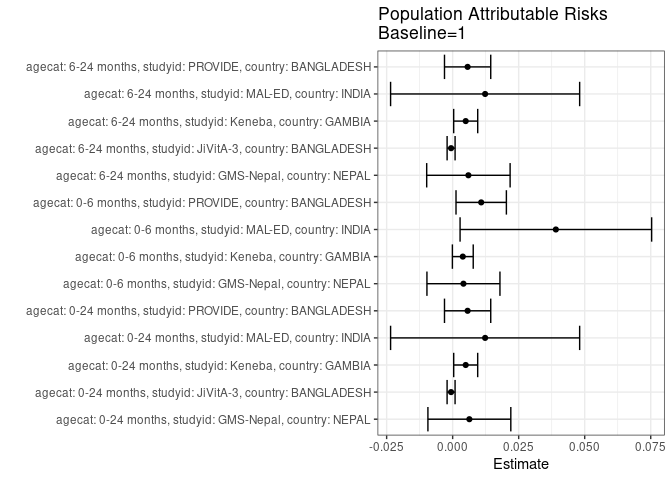 Population Attributable Risks
Baseline=1
agecat: 6-24 months, studyid: PROVIDE, country: BANGLADESH
agecat: 6-24 months, studyid: MAL-ED, country: INDIA
agecat: 6-24 months, studyid: Keneba, country: GAMBIA
agecat: 6-24 months, studyid: JiVitA-3, country: BANGLADESH
agecat: 6-24 months, studyid: GMS-Nepal, country: NEPAL
agecat: 0-6 months, studyid: PROVIDE, country: BANGLADESH
agecat: 0-6 months, studyid: MAL-ED, country: INDIA
agecat: 0-6 months, studyid: Keneba, country: GAMBIA
agecat: 0-6 months, studyid: GMS-Nepal, country: NEPAL
agecat: 0-24 months, studyid: PROVIDE, country: BANGLADESH
agecat: 0-24 months, studyid: MAL-ED, country: INDIA
agecat: 0-24 months, studyid: Keneba, country: GAMBIA
agecat: 0-24 months, studyid: JiVitA-3, country: BANGLADESH
agecat: 0-24 months, studyid: GMS-Nepal, country: NEPAL
-0.025 0.000 0.025 0.050 0.075
Estimate